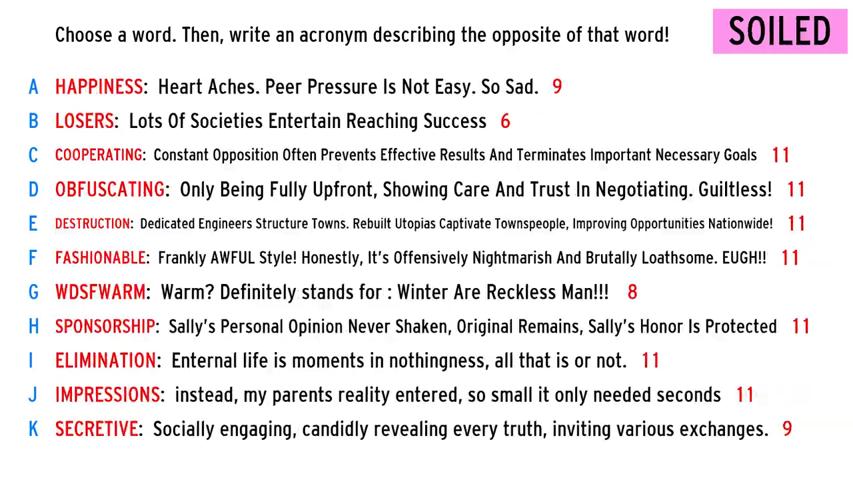 Choose a word. Then, write an acronym describing the opposite of that word!
SOILED
A HAPPINESS: Heart Aches. Peer Pressure Is Not Easy. So Sad. 9
B LOSERS: Lots Of Societies Entertain Reaching Success 6
C COOPERATING: Constant Opposition Often Prevents Effective Results And Terminates Important Necessary Goals 11
D OBFUSCATING: Only Being Fully Upfront, Showing Care And Trust In Negotiating. Guiltless! 11
E DESTRUCTION: Dedicated Engineers Structure Towns. Rebuilt Utopias Captivate Townspeople, Improving Opportunities Nationwide! 11
F FASHIONABLE: Frankly AWFUL Style! Honestly, It's Offensively Nightmarish And Brutally Loathsome. EUGH!! 11
G WDSFWARM: Warm? Definitely stands for : Winter Are Reckless Man!!! 8
H SPONSORSHIP: Sally's Personal Opinion Never Shaken, Original Remains, Sally's Honor Is Protected 11
I ELIMINATION: Enternal life is moments in nothingness, all that is or not. 11
J IMPRESSIONS: instead, my parents reality entered, so small it only needed seconds 11
K SECRETIVE: Socially engaging, candidly revealing every truth, inviting various exchanges. 9